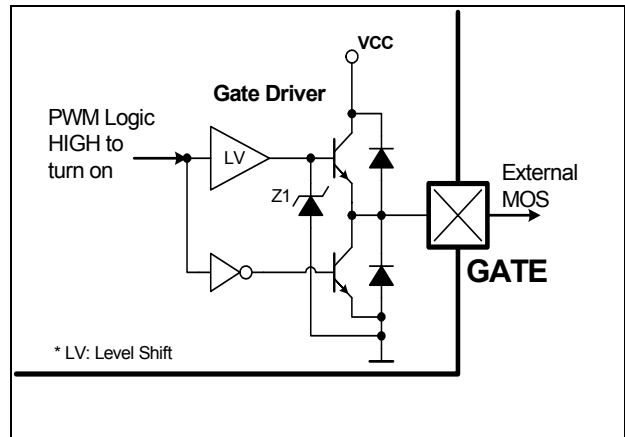 VCC
Gate Driver
PWM Logic
HIGH to
turn on
LV
Z1
External
MOS
GATE
* LV: Level Shift